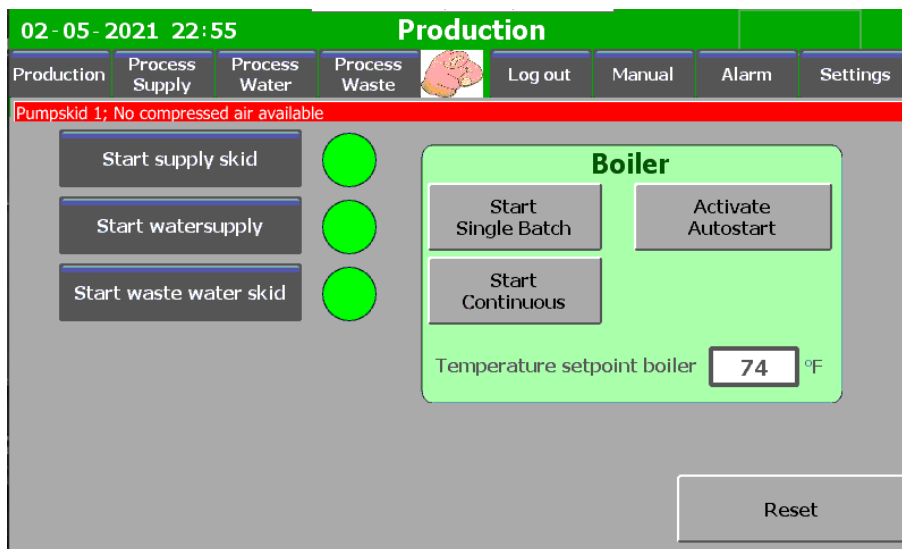 02-05-2021 22:55
Production
Production
Process
Supply
Process
Water
Process
Waste
Log out
Manual
Alarm
Settings
Pumpskid 1; No compressed air available
Start supply skid
Start watersupply
Start waste water skid
Boiler
Start
Single Batch
Activate
Autostart
Start
Continuous
Temperature setpoint boiler 74 °F
Reset